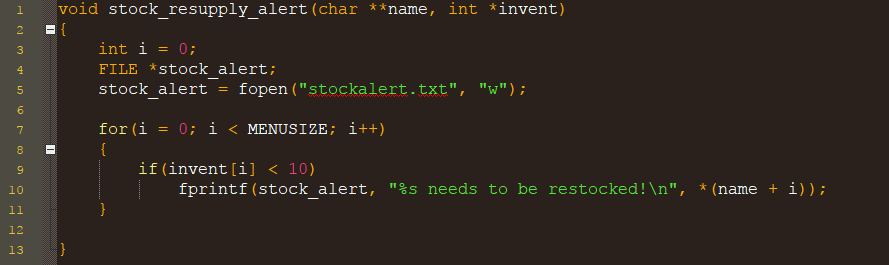 1 void stock_resupply_alert(char **name, int *invent)
2 {
3 int i = 0;
4 FILE *stock_alert;
5 stock_alert = fopen("stockalert.txt", "w");
6
7 for(i = 0; i < MENUSIZE; i++)
8 {
9 if(invent[i] < 10)
10 fprintf(stock_alert, "%s needs to be restocked!\n", *(name + i));
11 }
12
13 }